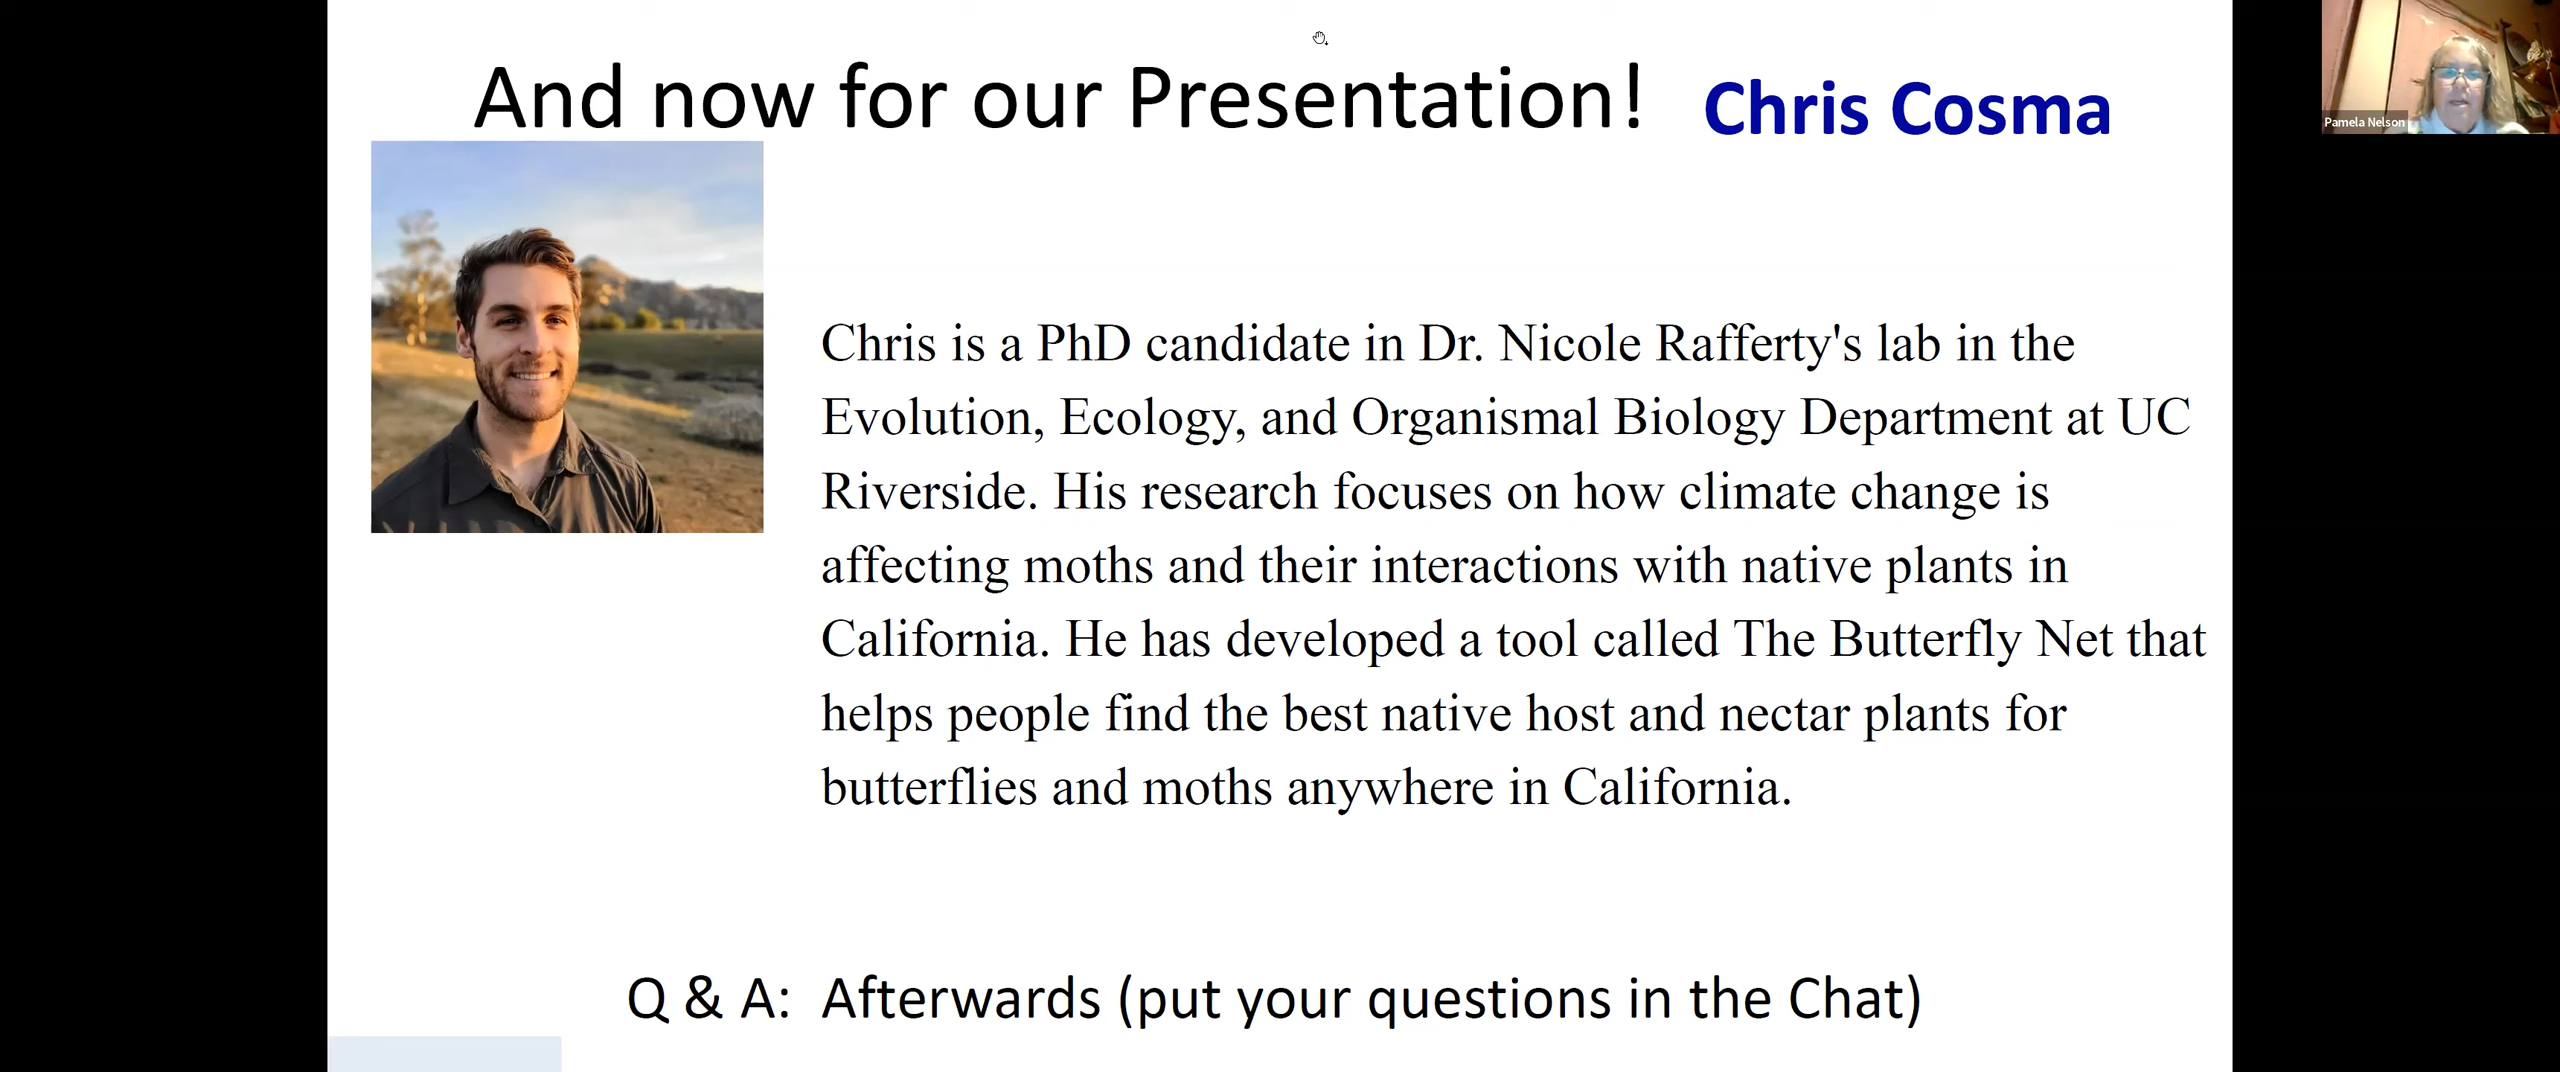 And now for our Presentation! Chris Cosma
Pamela Nelson
Chris is a PhD candidate in Dr. Nicole Rafferty's lab in the
Evolution, Ecology, and Organismal Biology Department at UC
Riverside. His research focuses on how climate change is
affecting moths and their interactions with native plants in
California. He has developed a tool called The Butterfly Net that
helps people find the best native host and nectar plants for
butterflies and moths anywhere in California.
Q & A: Afterwards (put your questions in the Chat)